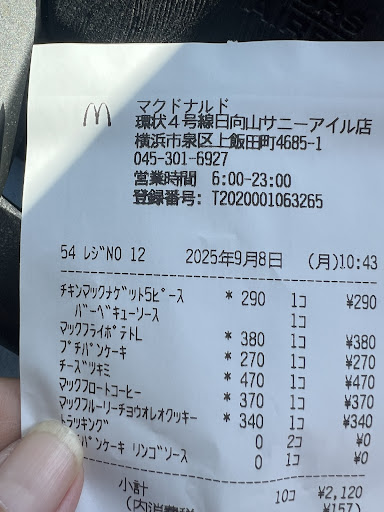 マクドナルド
環状4号線日向山サニーアイル店
横浜市泉区上飯田町4685-1
045-301-6927
営業時間 6:00-23:00
登録番号: T2020001063265
54 レジNO 12 2025年9月8日 (月)10:43
チキンマックナゲット5ピース * 290 1コ ¥290
バーベキューソース 1コ
マックフライポテトL * 380 1コ ¥380
プチパンケーキ * 270 1コ ¥270
チーズツキミ * 470 1コ ¥470
マックフロートコーヒー * 370 1コ ¥370
マックフルーリーチョウオレオクッキー * 340 1コ ¥340
トラッキング 0 2コ ¥0
パンケーキ リンゴソース 0 1コ ¥0
小計 10コ ¥2,120
(内消費税 ¥157)